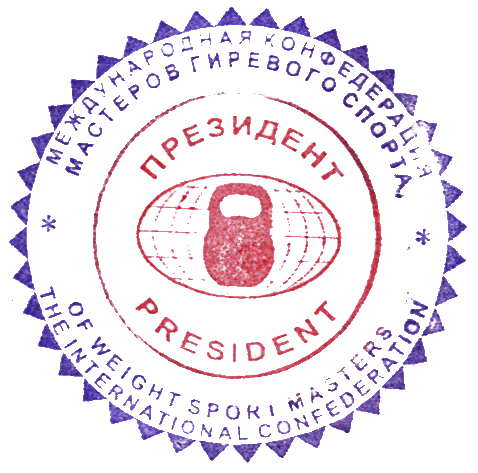 МЕЖДУНАРОДНАЯ КОНФЕДЕРАЦИЯ
МАСТЕРОВ ГИРЕВОГО СПОРТА,
ПРЕЗИДЕНТ
PRESIDENT
OF WEIGHT SPORT MASTERS
THE INTERNATIONAL CONFEDERATION